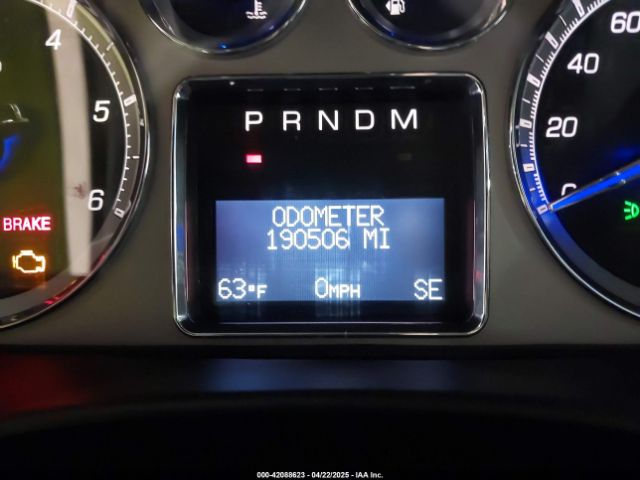 4
5
6
BRAKE
P R N D M
ODOMETER
190506 MI
63°F 0MPH SE
60
40
20
0
000-42088623 - 04/22/2025 - IAA Inc.